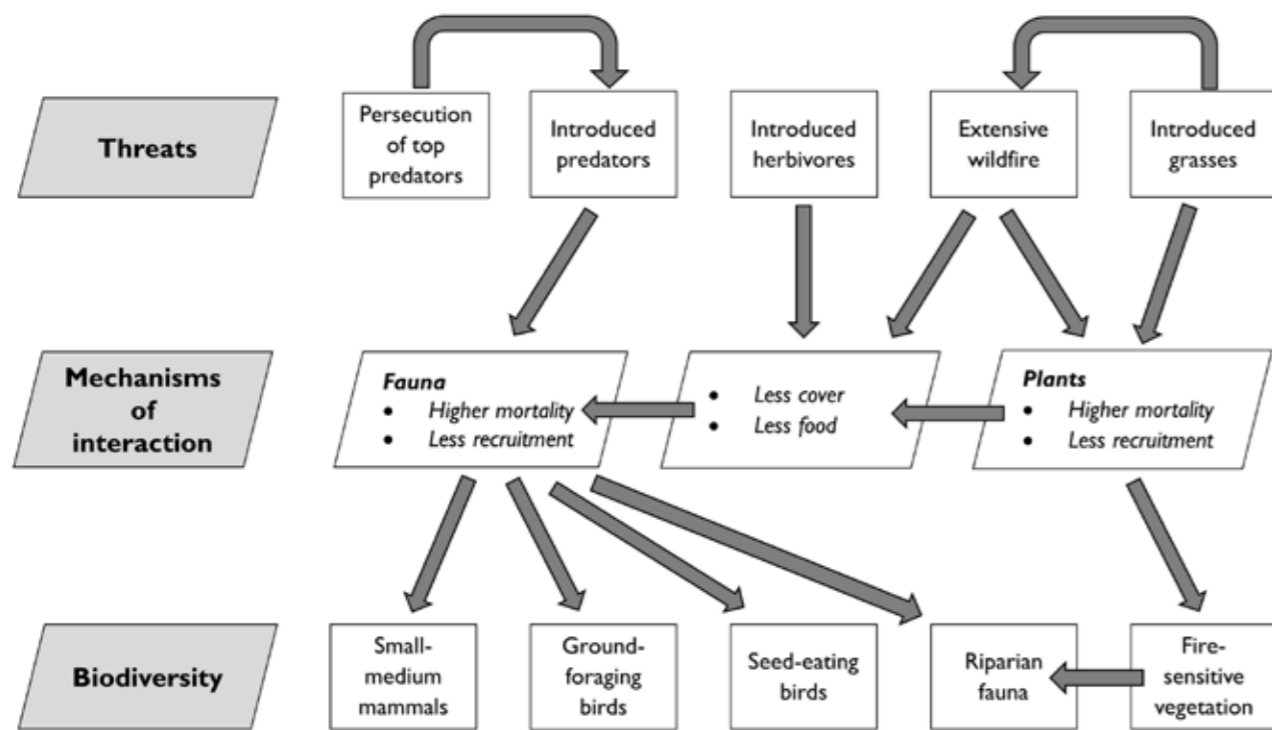 Threats
Persecution
of top
predators
Introduced
predators
Introduced
herbivores
Extensive
wildfire
Introduced
grasses
Mechanisms
of
interaction
Fauna
• Higher mortality
• Less recruitment
• Less cover
• Less food
Plants
• Higher mortality
• Less recruitment
Biodiversity
Small-
medium
mammals
Ground-
foraging
birds
Seed-eating
birds
Riparian
fauna
Fire-
sensitive
vegetation